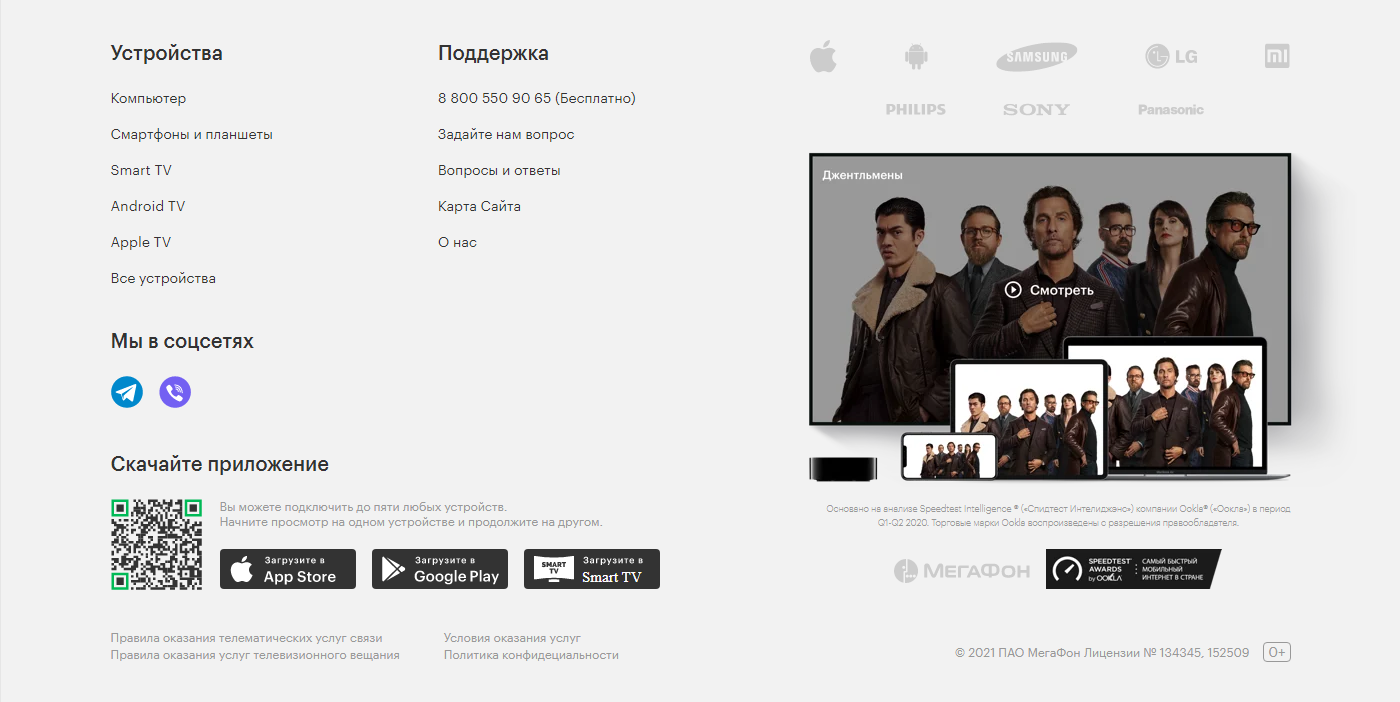 Устройства
Компьютер
Смартфоны и планшеты
Smart TV
Android TV
Apple TV
Все устройства
Поддержка
8 800 550 90 65 (Бесплатно)
Задайте нам вопрос
Вопросы и ответы
Карта Сайта
О нас
Мы в соцсетях
Скачайте приложение
Вы можете подключить до пяти любых устройств.
Начните просмотр на одном устройстве и продолжите на другом.
Загрузите в
App Store
Загрузите в
Google Play
SMART
TV
Загрузите в
Smart TV
Правила оказания телематических услуг связи
Правила оказания услуг телевизионного вещания
Условия оказания услуг
Политика конфидециальности
SAMSUNG
LG
MI
PHILIPS
SONY
Panasonic
Джентльмены
Смотреть
Основано на анализе Speedtest Intelligence ® («Спидтест Интелиджэнс») компании Ookla® («Оокла») в период
Q1-Q2 2020. Торговые марки Ookla воспроизведены с разрешения правообладателя.
МЕГАФОН
SPEEDTEST
AWARDS
by OOKLA
САМЫЙ БЫСТРЫЙ
МОБИЛЬНЫЙ
ИНТЕРНЕТ В СТРАНЕ
© 2021 ПАО МегаФон Лицензии № 134345, 152509
0+